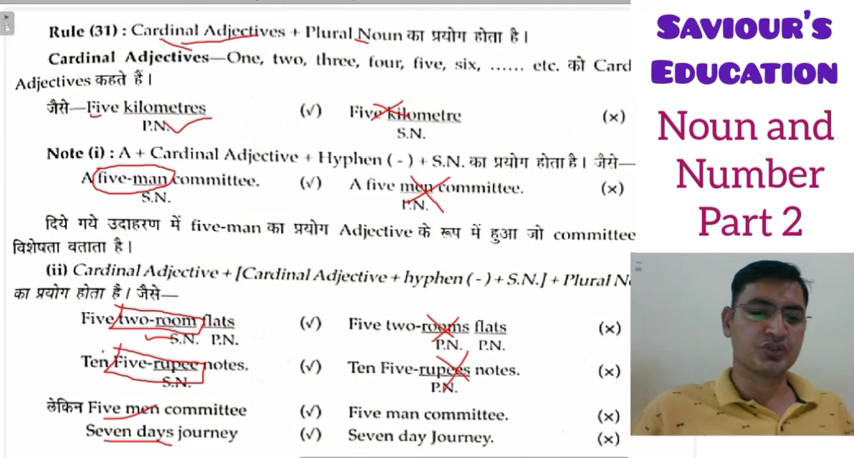 Rule (31) : Cardinal Adjectives + Plural Noun का प्रयोग होता है।
Cardinal Adjectives—One, two, three, four, five, six, ...... etc. को Card
Adjectives कहते हैं।
जैसे—Five kilometres (√) Five kilometre (×)
P.N. S.N.
Note (i) : A + Cardinal Adjective + Hyphen ( - ) + S.N. का प्रयोग होता है। जैसे—
A five-man committee. (√) A five men committee. (×)
S.N. P.N.
दिये गये उदाहरण में five-man का प्रयोग Adjective के रूप में हुआ जो committee
विशेषता बताता है।
(ii) Cardinal Adjective + [Cardinal Adjective + hyphen ( - ) + S.N.] + Plural N
का प्रयोग होता है। जैसे—
Five two-room flats (√) Five two-rooms flats (×)
S.N. P.N. P.N. P.N.
Ten Five-rupee notes. (√) Ten Five-rupees notes. (×)
S.N. P.N.
लेकिन Five men committee (√) Five man committee. (×)
Seven days journey (√) Seven day Journey. (×)
Saviour's
Education
Noun and
Number
Part 2